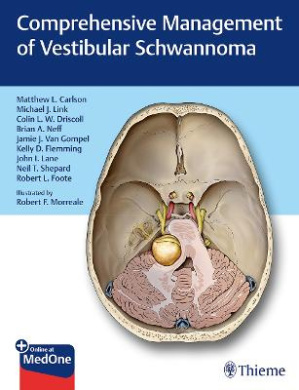 Comprehensive Management
of Vestibular Schwannoma
Matthew L. Carlson
Michael J. Link
Colin L. W. Driscoll
Brian A. Neff
Jamie J. Van Gompel
Kelly D. Flemming
John I. Lane
Neil T. Shepard
Robert L. Foote
Illustrated by
Robert F. Morreale
Online at
MedOne
Thieme